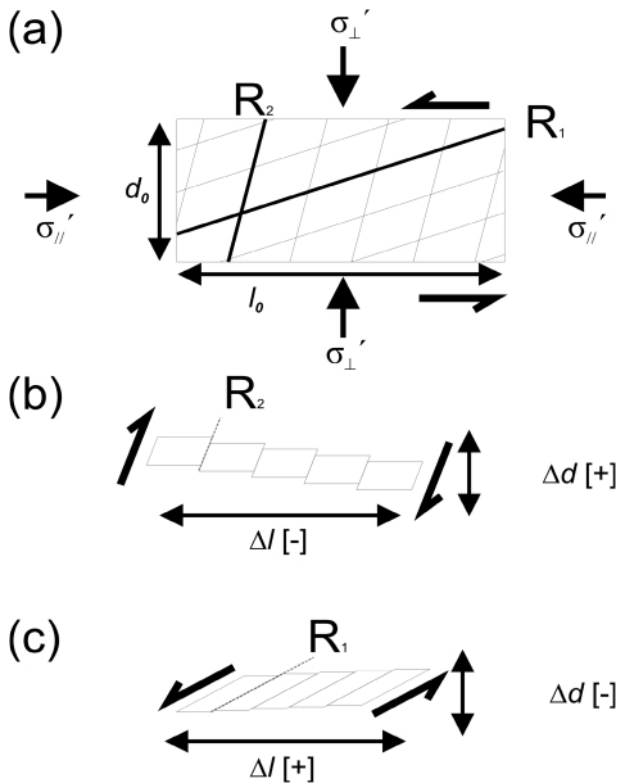 (a)
σ⊥′
R₂
R₁
d₀
σ//′
σ//′
l₀
σ⊥′
(b)
R₂
Δd [+]
Δl [-]
(c)
R₁
Δd [-]
Δl [+]